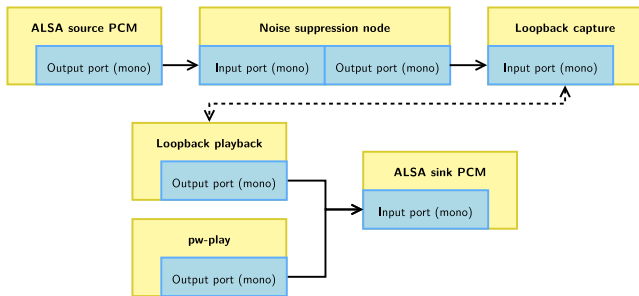 ALSA source PCM
Output port (mono)
Noise suppression node
Input port (mono)
Output port (mono)
Loopback capture
Input port (mono)
Loopback playback
Output port (mono)
ALSA sink PCM
Input port (mono)
pw-play
Output port (mono)